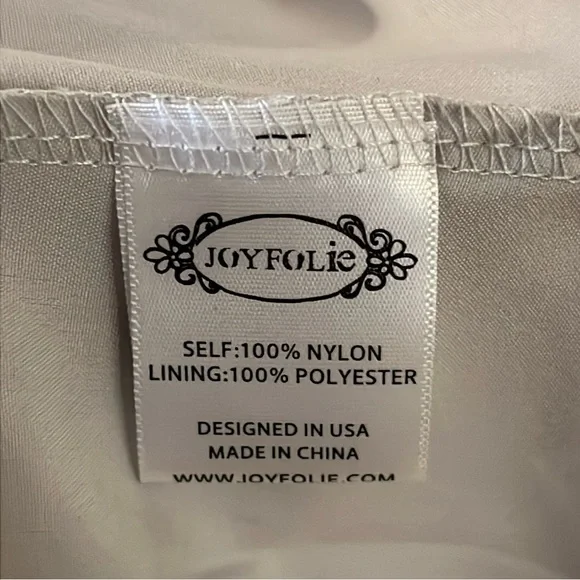 JOYFOLie
SELF:100% NYLON
LINING:100% POLYESTER
DESIGNED IN USA
MADE IN CHINA
WWW.JOYFOLIE.COM